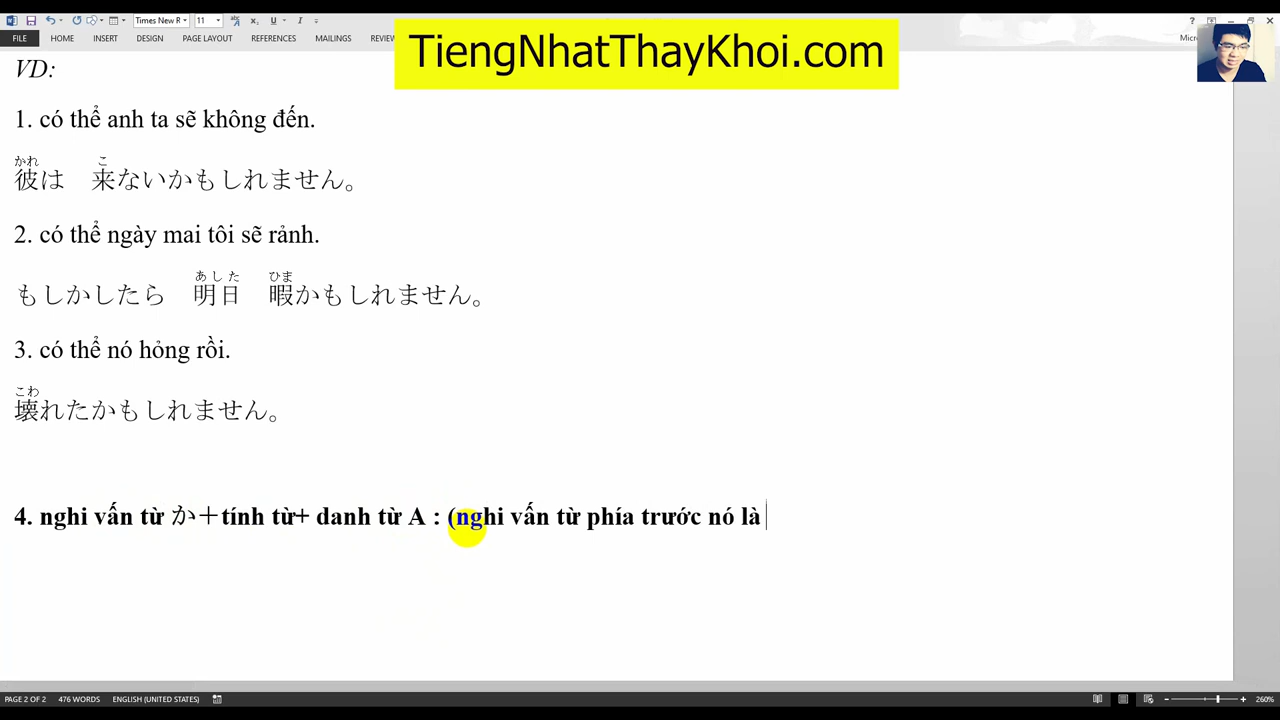 Times New R
11
FILE HOME INSERT DESIGN PAGE LAYOUT REFERENCES MAILINGS REVIEW
TiengNhatThayKhoi.com
VD:
1. có thể anh ta sẽ không đến.
かれ こ
彼は 来ないかもしれません。
2. có thể ngày mai tôi sẽ rảnh.
あした ひま
もしかしたら 明日 暇かもしれません。
3. có thể nó hỏng rồi.
こわ
壊れたかもしれません。
4. nghi vấn từ か＋tính từ+ danh từ A : (nghi vấn từ phía trước nó là
PAGE 2 OF 2 476 WORDS ENGLISH (UNITED STATES) 260%